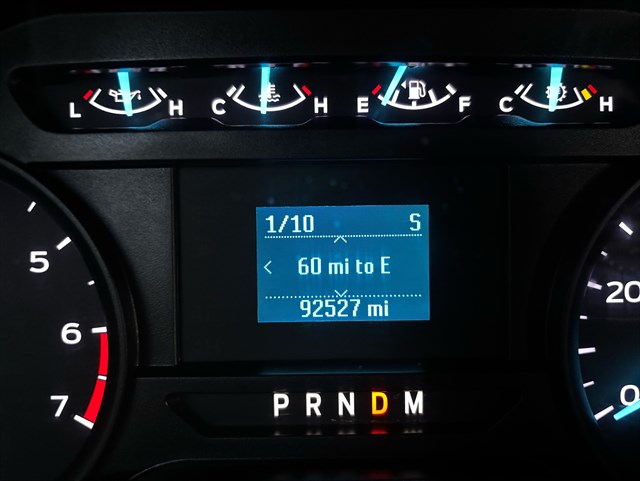 L H C H E F C H
1/10 S
5
60 mi to E
20
92527 mi
6
7
P R N D M
0